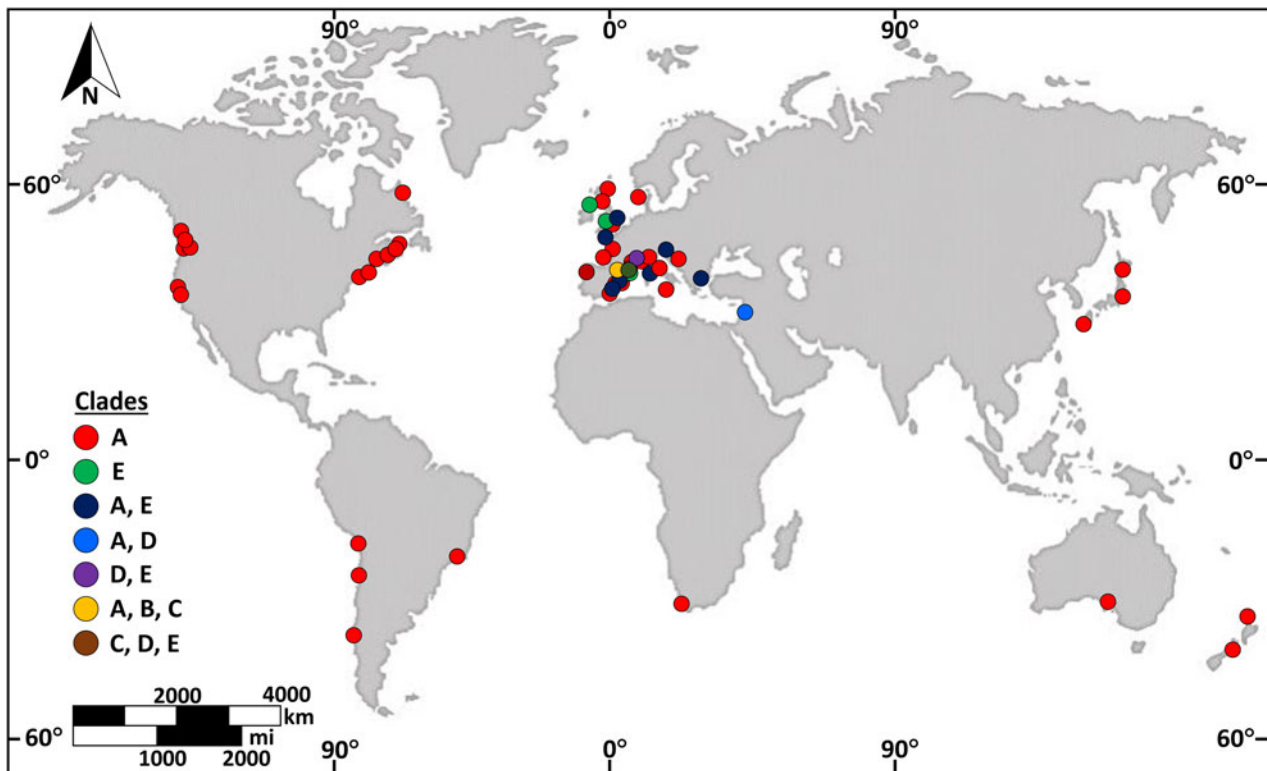 90° 0° 90°
N
60° 60°
Clades
A
E
0° 0°
A, E
A, D
D, E
A, B, C
C, D, E
2000 4000
km
mi
60° 60°
1000 2000
90° 0° 90°